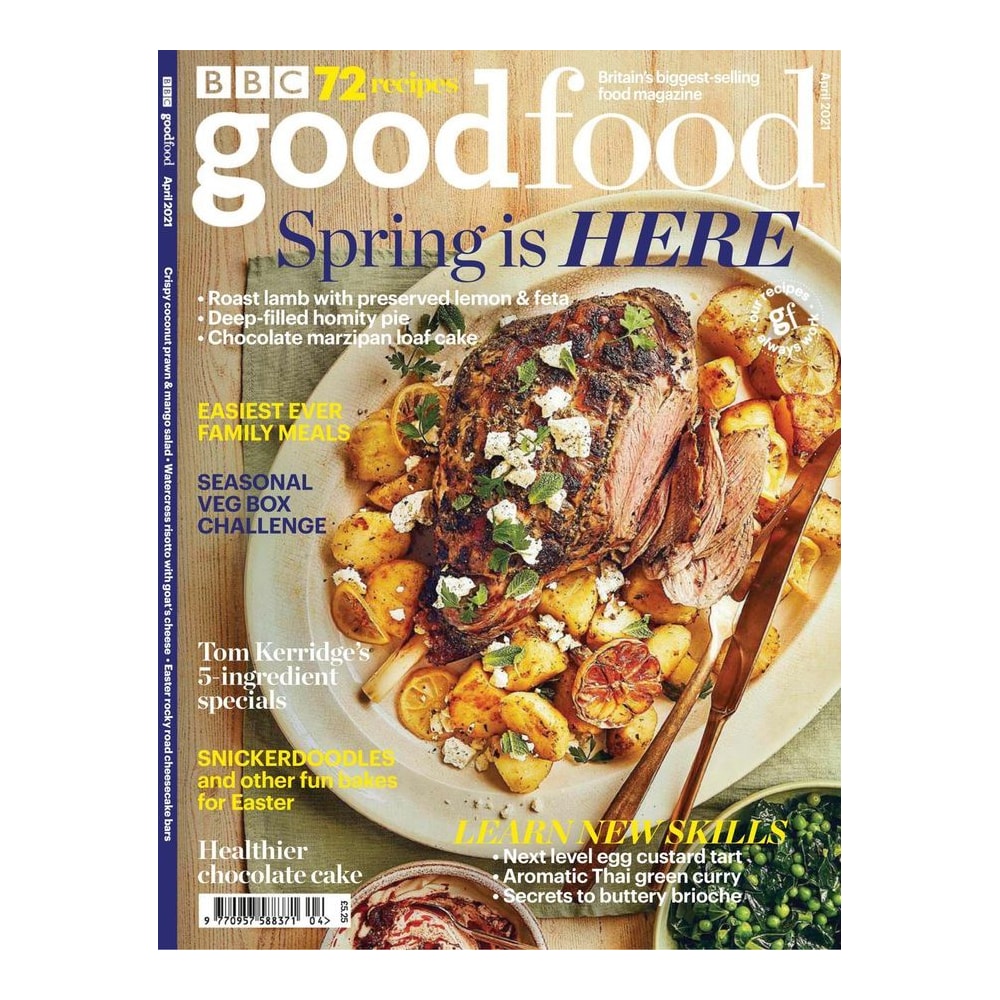 BBC 72 recipes
Britain's biggest-selling
food magazine
April 2021
goodfood
Spring is HERE
• Roast lamb with preserved lemon & feta
• Deep-filled homity pie
• Chocolate marzipan loaf cake
our recipes •
gf
always work •
EASIEST EVER
FAMILY MEALS
SEASONAL
VEG BOX
CHALLENGE
Tom Kerridge's
5-ingredient
specials
SNICKERDOODLES
and other fun bakes
for Easter
Healthier
chocolate cake
LEARN NEW SKILLS
• Next level egg custard tart
• Aromatic Thai green curry
• Secrets to buttery brioche
9 770957 588371 04>
£5.25
BBC goodfood April 2021 Crispy coconut prawn & mango salad • Watercress risotto with goat's cheese • Easter rocky road cheesecake bars